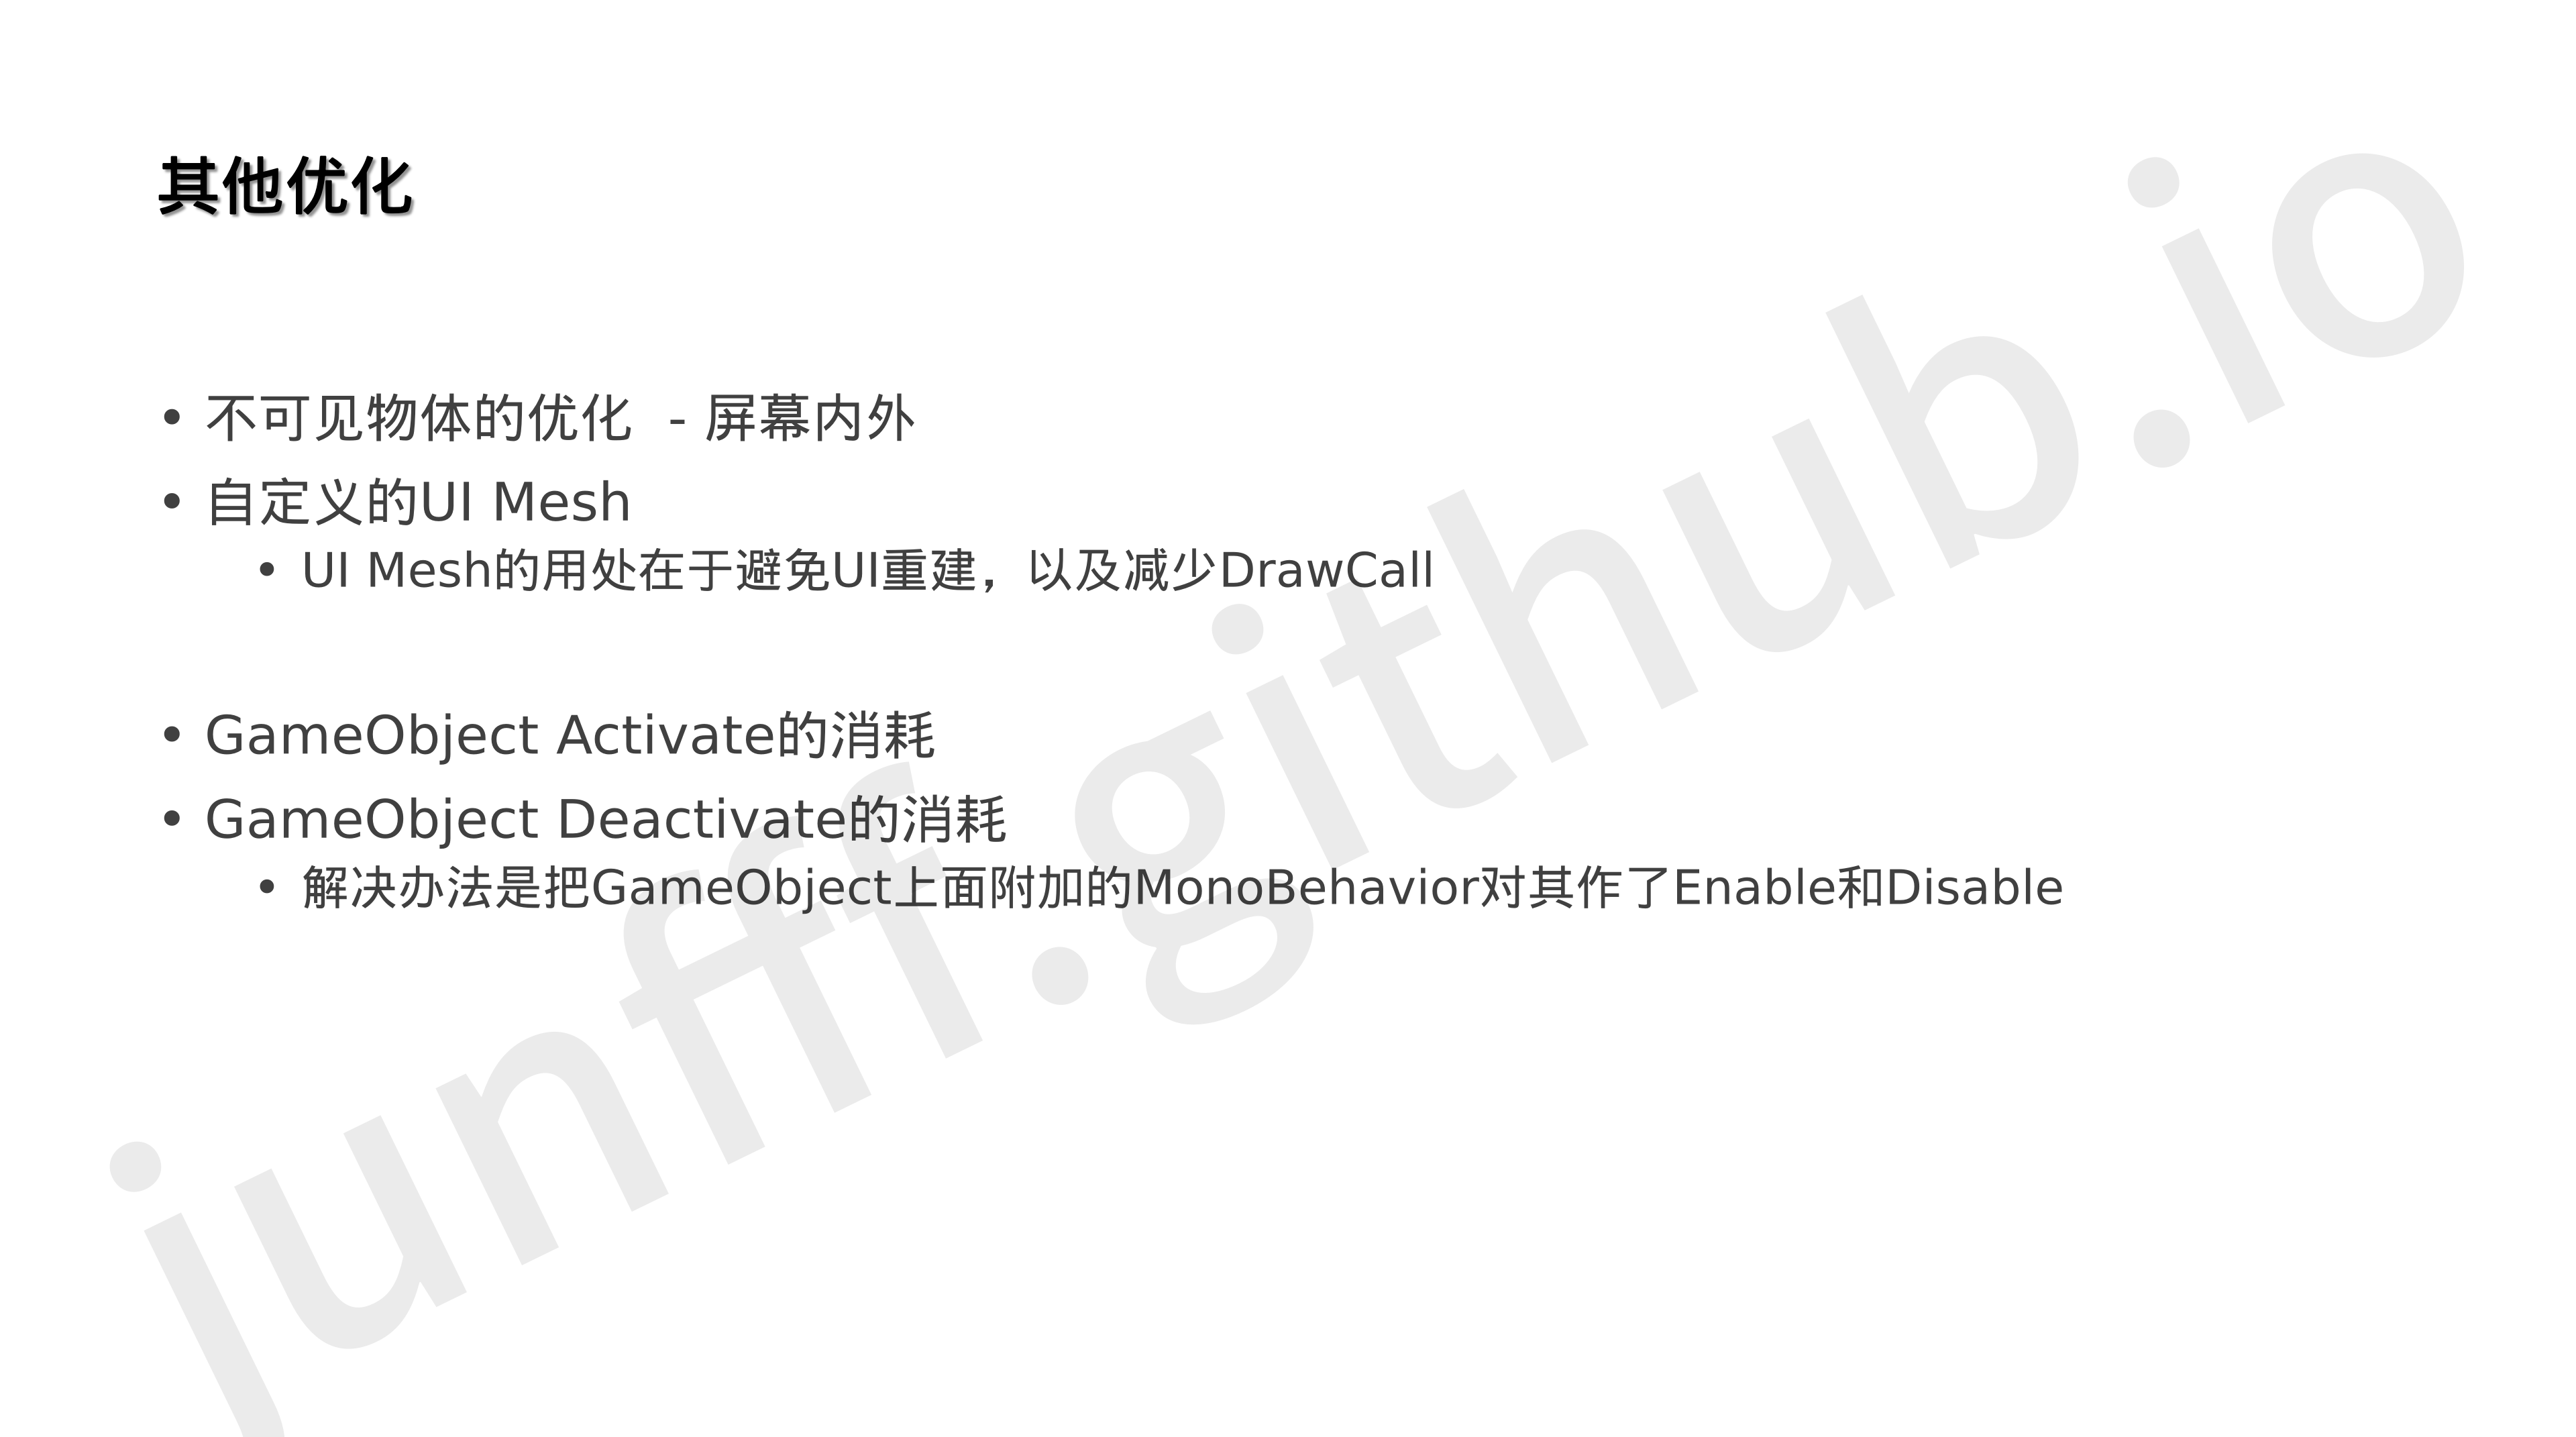 其他优化
• 不可见物体的优化 - 屏幕内外
• 自定义的UI Mesh
• UI Mesh的用处在于避免UI重建，以及减少DrawCall
• GameObject Activate的消耗
• GameObject Deactivate的消耗
• 解决办法是把GameObject上面附加的MonoBehavior对其作了Enable和Disable
junfff.github.io